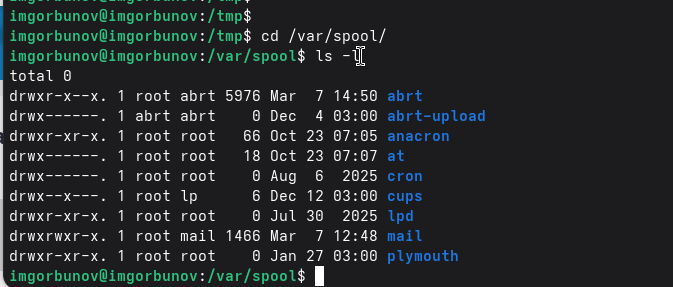 imgorbunov@imgorbunov:/tmp$
imgorbunov@imgorbunov:/tmp$
imgorbunov@imgorbunov:/tmp$ cd /var/spool/
imgorbunov@imgorbunov:/var/spool$ ls -l
total 0
drwxr-x--x. 1 root abrt 5976 Mar  7 14:50 abrt
drwx------. 1 abrt abrt    0 Dec  4 03:00 abrt-upload
drwxr-xr-x. 1 root root   66 Oct 23 07:05 anacron
drwx------. 1 root root   18 Oct 23 07:07 at
drwx------. 1 root root    0 Aug  6  2025 cron
drwx--x---. 1 root lp      6 Dec 12 03:00 cups
drwxr-xr-x. 1 root root    0 Jul 30  2025 lpd
drwxrwxr-x. 1 root mail 1466 Mar  7 12:48 mail
drwxr-xr-x. 1 root root    0 Jan 27 03:00 plymouth
imgorbunov@imgorbunov:/var/spool$